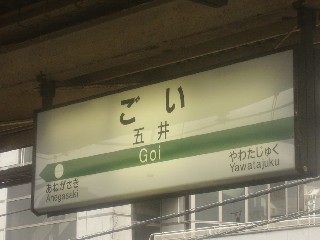 ごい
五井
Goi
あねがさき
Anegasaki
やわたじゅく
Yawatajuku